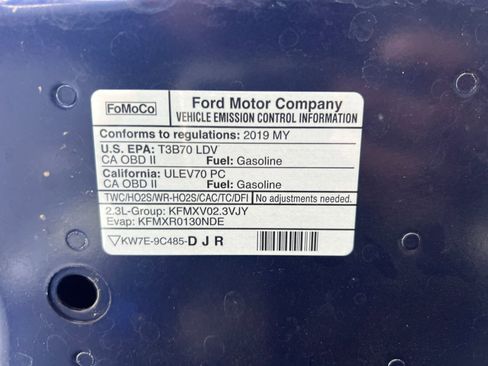 FoMoCo
Ford Motor Company
VEHICLE EMISSION CONTROL INFORMATION
Conforms to regulations: 2019 MY
U.S. EPA: T3B70 LDV
CA OBD II Fuel: Gasoline
California: ULEV70 PC
CA OBD II Fuel: Gasoline
TWC/HO2S/WR-HO2S/CAC/TC/DFI No adjustments needed.
2.3L-Group: KFMXV02.3VJY
Evap: KFMXR0130NDE
KW7E-9C485-D J R